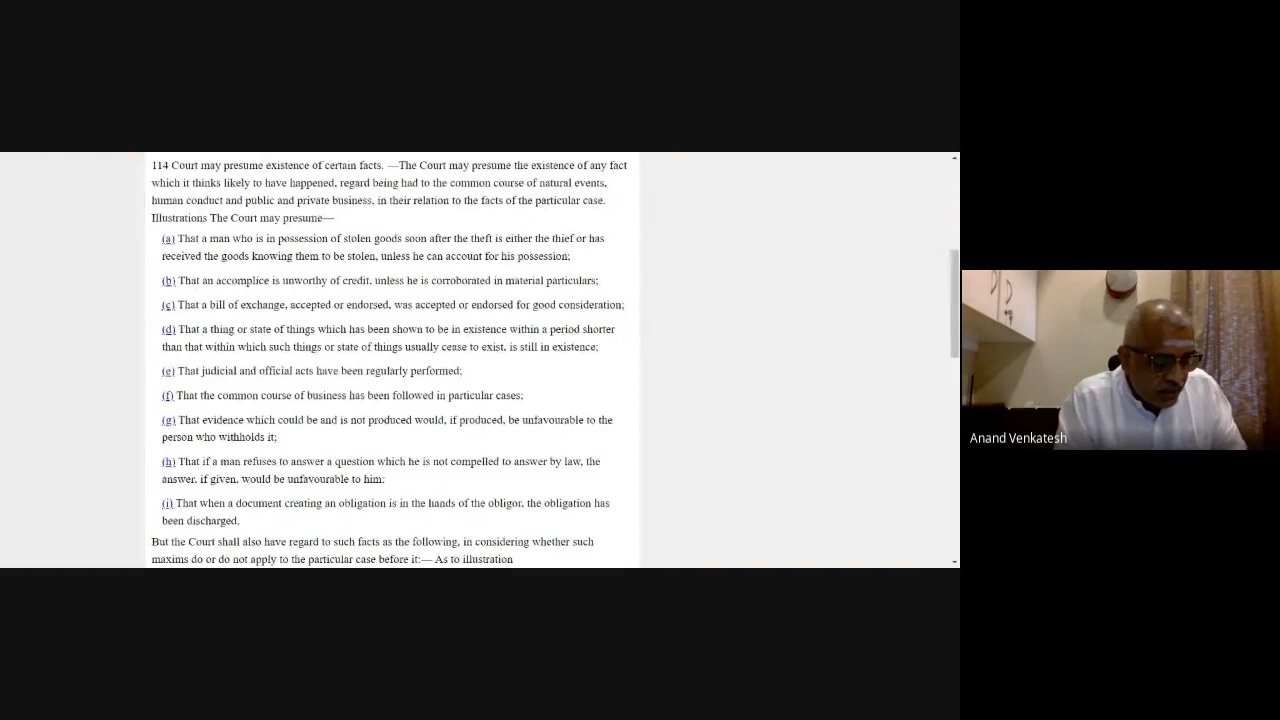 114 Court may presume existence of certain facts. —The Court may presume the existence of any fact
which it thinks likely to have happened, regard being had to the common course of natural events,
human conduct and public and private business, in their relation to the facts of the particular case.
Illustrations The Court may presume—
(a) That a man who is in possession of stolen goods soon after the theft is either the thief or has
received the goods knowing them to be stolen, unless he can account for his possession;
(b) That an accomplice is unworthy of credit, unless he is corroborated in material particulars;
(c) That a bill of exchange, accepted or endorsed, was accepted or endorsed for good consideration;
(d) That a thing or state of things which has been shown to be in existence within a period shorter
than that within which such things or state of things usually cease to exist, is still in existence;
(e) That judicial and official acts have been regularly performed;
(f) That the common course of business has been followed in particular cases;
(g) That evidence which could be and is not produced would, if produced, be unfavourable to the
person who withholds it;
(h) That if a man refuses to answer a question which he is not compelled to answer by law, the
answer, if given, would be unfavourable to him;
(i) That when a document creating an obligation is in the hands of the obligor, the obligation has
been discharged.
But the Court shall also have regard to such facts as the following, in considering whether such
maxims do or do not apply to the particular case before it:— As to illustration
Anand Venkatesh